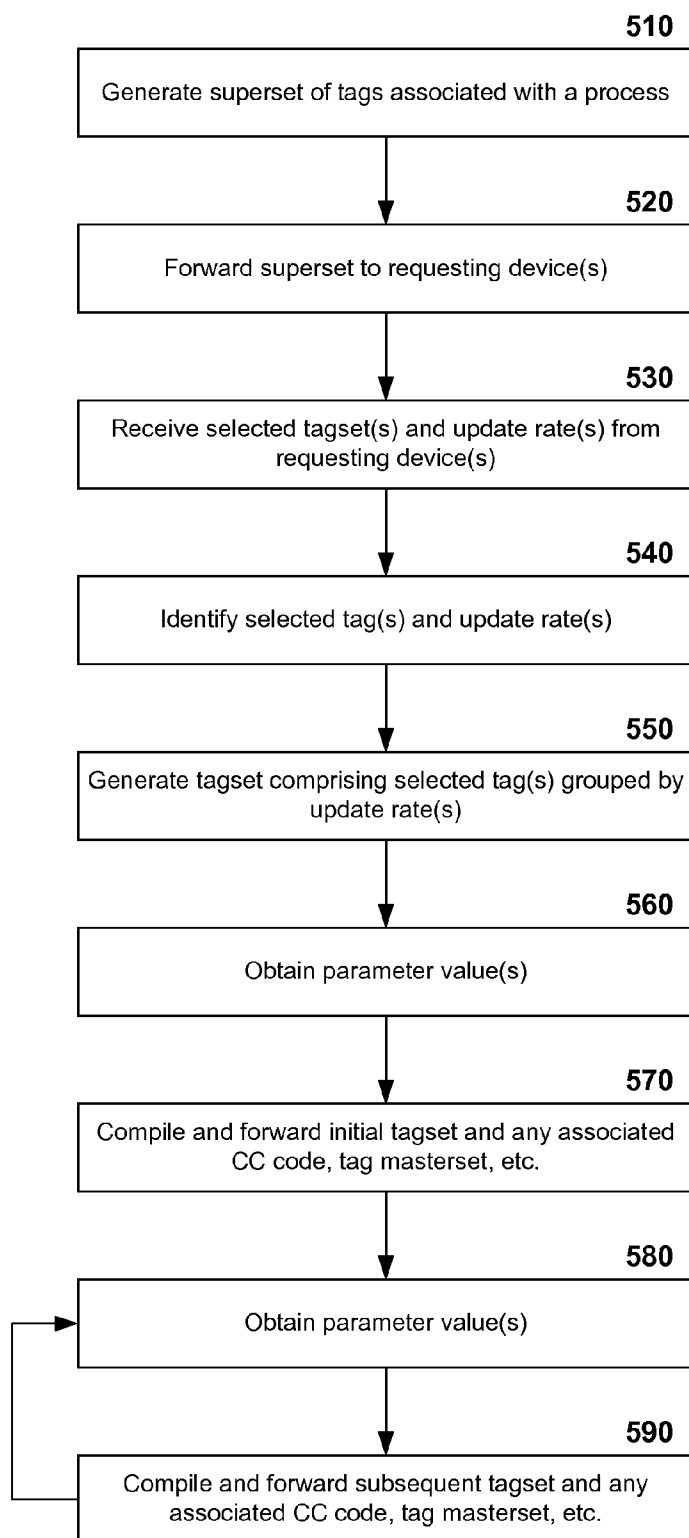 510
Generate superset of tags associated with a process
520
Forward superset to requesting device(s)
530
Receive selected tagset(s) and update rate(s) from
requesting device(s)
540
Identify selected tag(s) and update rate(s)
550
Generate tagset comprising selected tag(s) grouped by
update rate(s)
560
Obtain parameter value(s)
570
Compile and forward initial tagset and any associated
CC code, tag masterset, etc.
580
Obtain parameter value(s)
590
Compile and forward subsequent tagset and any
associated CC code, tag masterset, etc.